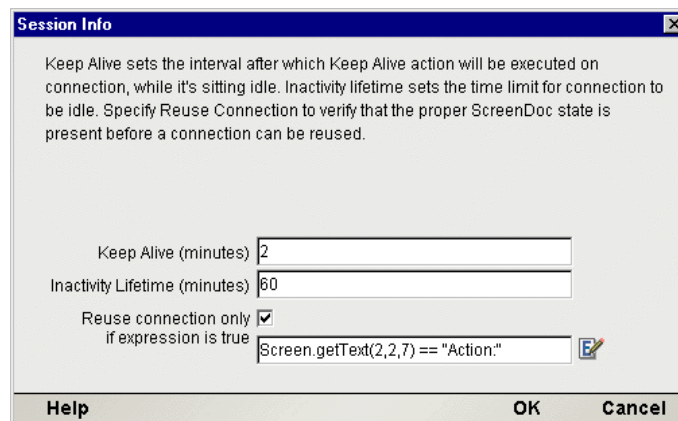 Session Info
Keep Alive sets the interval after which Keep Alive action will be executed on
connection, while it's sitting idle. Inactivity lifetime sets the time limit for connection to
be idle. Specify Reuse Connection to verify that the proper ScreenDoc state is
present before a connection can be reused.
Keep Alive (minutes) 2
Inactivity Lifetime (minutes) 60
Reuse connection only
if expression is true
Screen.getText(2,2,7) == "Action:"
Help OK Cancel